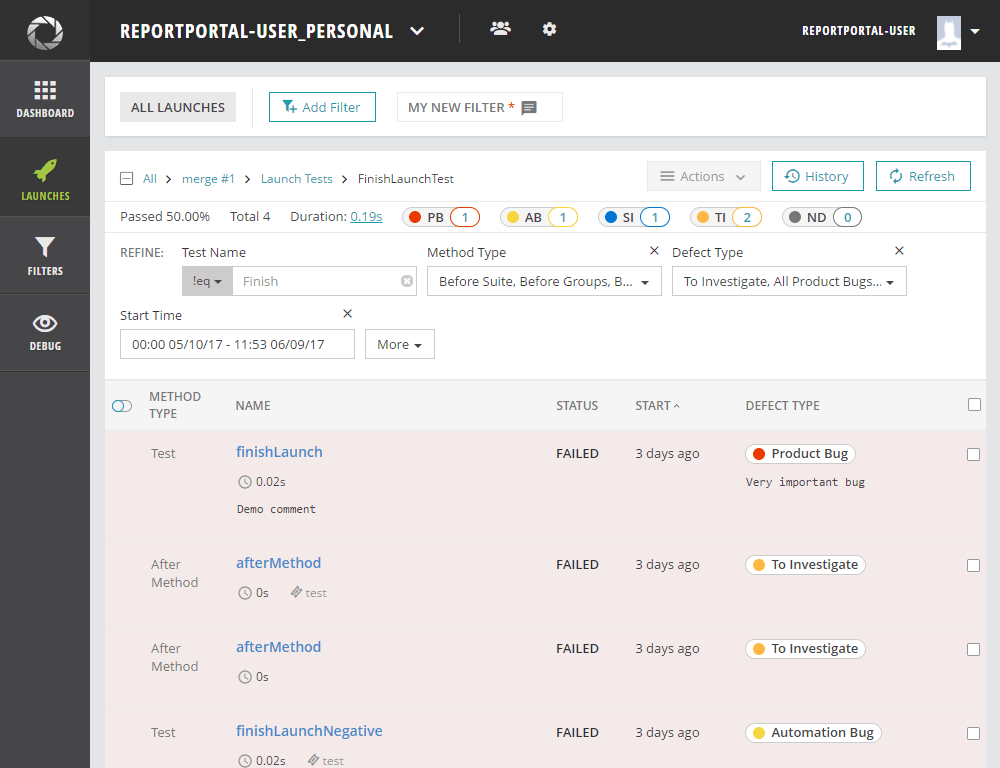 REPORTPORTAL-USER_PERSONAL
REPORTPORTAL-USER
DASHBOARD
LAUNCHES
FILTERS
DEBUG
ALL LAUNCHES
Add Filter
MY NEW FILTER *
All > merge #1 > Launch Tests > FinishLaunchTest
Actions
History
Refresh
Passed 50.00% Total 4 Duration: 0.19s PB 1 AB 1 SI 1 TI 2 ND 0
REFINE: Test Name Method Type × Defect Type ×
!eq Finish Before Suite, Before Groups, B... To Investigate, All Product Bugs...
Start Time ×
00:00 05/10/17 - 11:53 06/09/17 More
METHOD TYPE NAME STATUS START DEFECT TYPE
Test finishLaunch FAILED 3 days ago Product Bug
0.02s Very important bug
Demo comment
After Method afterMethod FAILED 3 days ago To Investigate
0s test
After Method afterMethod FAILED 3 days ago To Investigate
0s
Test finishLaunchNegative FAILED 3 days ago Automation Bug
0.02s test